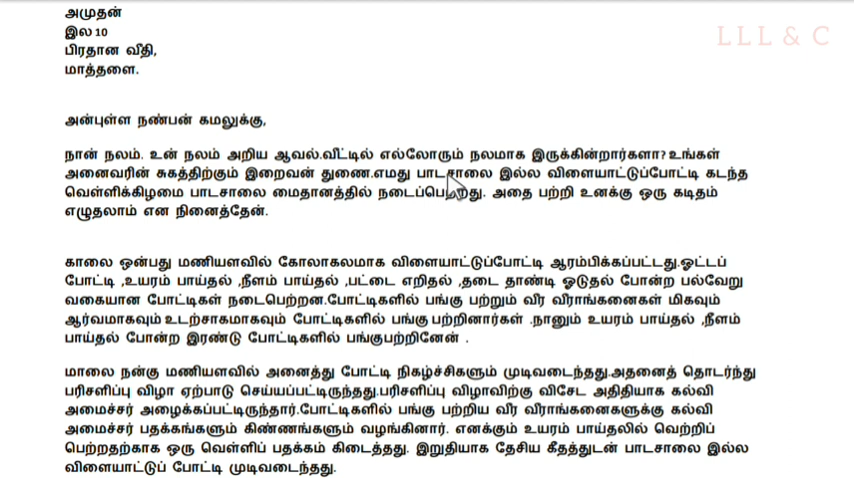 அமுதன்
LLL & C
இல 10
பிரதான வீதி,
மாத்தளை.
அன்புள்ள நண்பன் கமலுக்கு,
நான் நலம். உன் நலம் அறிய ஆவல்.வீட்டில் எல்லோரும் நலமாக இருக்கின்றார்களா? உங்கள்
அனைவரின் சுகத்திற்கும் இறைவன் துணை.எமது பாடசாலை இல்ல விளையாட்டுப்போட்டி கடந்த
வெள்ளிக்கிழமை பாடசாலை மைதானத்தில் நடைப்பெற்றது. அதை பற்றி உனக்கு ஒரு கடிதம்
எழுதலாம் என நினைத்தேன்.
காலை ஒன்பது மணியளவில் கோலாகலமாக விளையாட்டுப்போட்டி ஆரம்பிக்கப்பட்டது.ஓட்டப்
போட்டி ,உயரம் பாய்தல் ,நீளம் பாய்தல் ,பட்டை எறிதல் ,தடை தாண்டி ஓடுதல் போன்ற பல்வேறு
வகையான போட்டிகள் நடைபெற்றன.போட்டிகளில் பங்கு பற்றும் வீர வீராங்கனைகள் மிகவும்
ஆர்வமாகவும் உடற்சாகமாகவும் போட்டிகளில் பங்கு பற்றினார்கள் .நானும் உயரம் பாய்தல் ,நீளம்
பாய்தல் போன்ற இரண்டு போட்டிகளில் பங்குபற்றினேன் .
மாலை நன்கு மணியளவில் அனைத்து போட்டி நிகழ்ச்சிகளும் முடிவடைந்தது.அதனைத் தொடர்ந்து
பரிசளிப்பு விழா ஏற்பாடு செய்யப்பட்டிருந்தது.பரிசளிப்பு விழாவிற்கு விசேட அதிதியாக கல்வி
அமைச்சர் அழைக்கப்பட்டிருந்தார்.போட்டிகளில் பங்கு பற்றிய வீர வீராங்கனைகளுக்கு கல்வி
அமைச்சர் பதக்கங்களும் கிண்ணங்களும் வழங்கினார். எனக்கும் உயரம் பாய்தலில் வெற்றிப்
பெற்றதற்காக ஒரு வெள்ளிப் பதக்கம் கிடைத்தது. இறுதியாக தேசிய கீதத்துடன் பாடசாலை இல்ல
விளையாட்டுப் போட்டி முடிவடைந்தது.